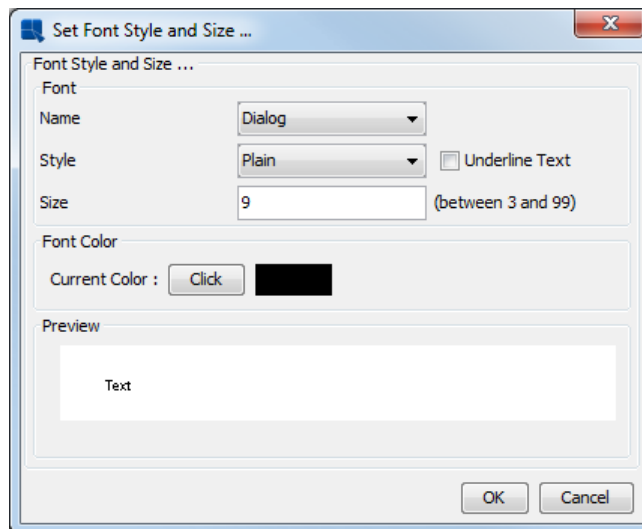 Set Font Style and Size ...
Font Style and Size ...
Font
Name Dialog
Style Plain Underline Text
Size 9 (between 3 and 99)
Font Color
Current Color : Click
Preview
Text
OK Cancel